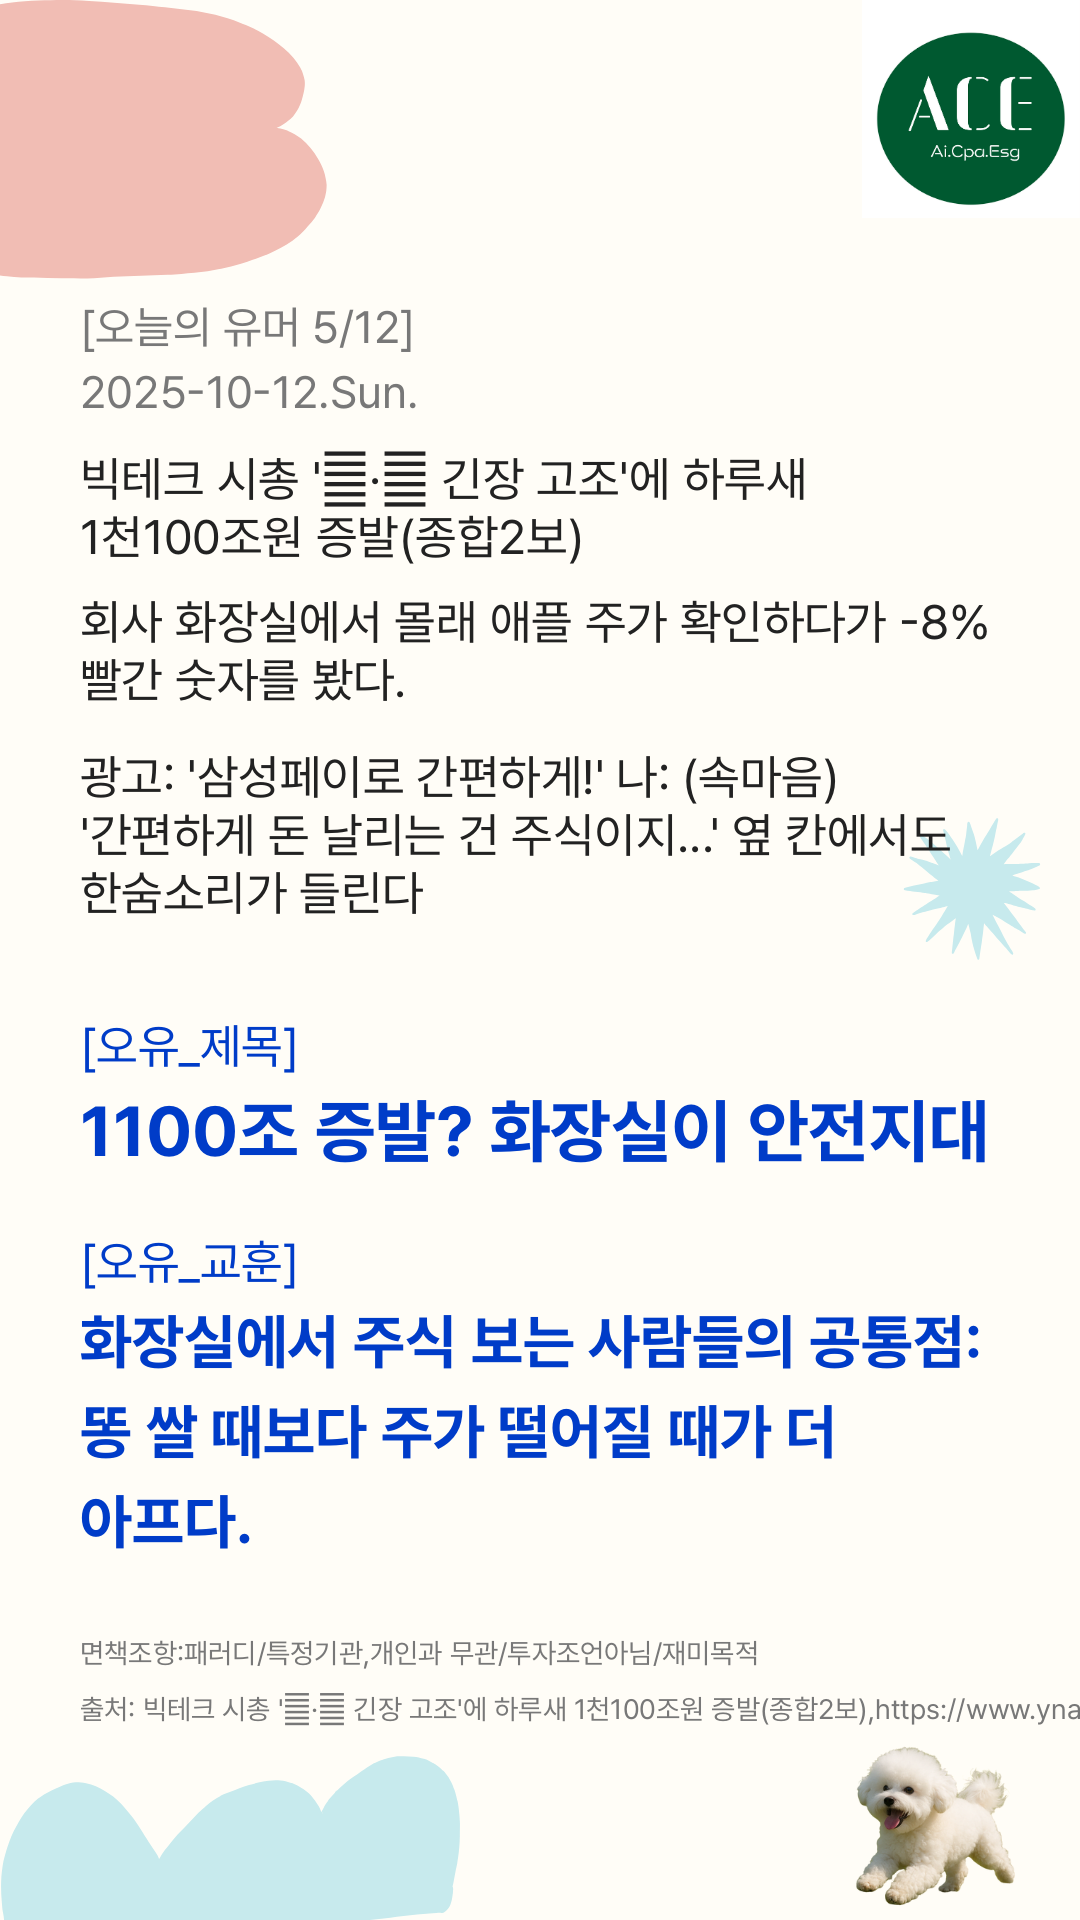 ACE
Ai.Cpa.Esg
[오늘의 유머 5/12]
2025-10-12.Sun.
빅테크 시총 '䷀·䷀ 긴장 고조'에 하루새
1천100조원 증발(종합2보)
회사 화장실에서 몰래 애플 주가 확인하다가 -8%
빨간 숫자를 봤다.
광고: '삼성페이로 간편하게!' 나: (속마음)
'간편하게 돈 날리는 건 주식이지...' 옆 칸에서도
한숨소리가 들린다
[오유_제목]
1100조 증발? 화장실이 안전지대
[오유_교훈]
화장실에서 주식 보는 사람들의 공통점:
똥 쌀 때보다 주가 떨어질 때가 더
아프다.
면책조항:패러디/특정기관,개인과 무관/투자조언아님/재미목적
출처: 빅테크 시총 '䷀·䷀ 긴장 고조'에 하루새 1천100조원 증발(종합2보),https://www.yna